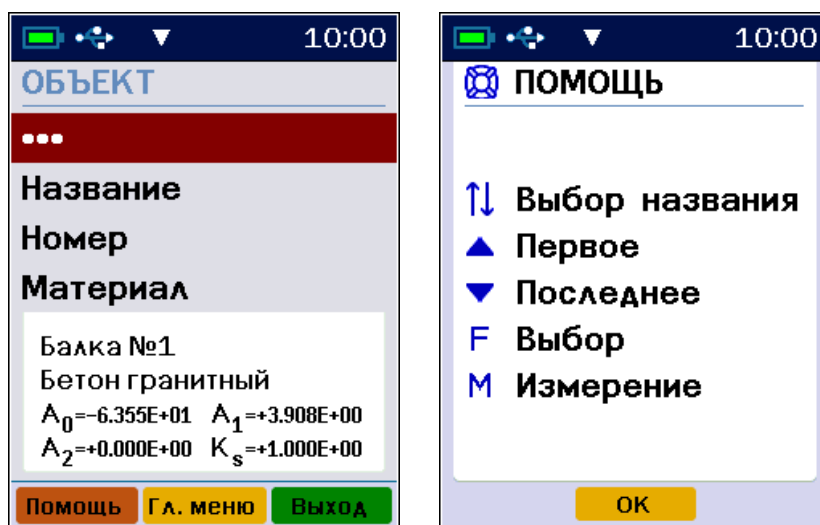 10:00
ОБЪЕКТ
•••
Название
Номер
Материал
Балка №1
Бетон гранитный
A0=-6.355E+01 A1=+3.908E+00
A2=+0.000E+00 Ks=+1.000E+00
Помощь Гл. меню Выход
10:00
ПОМОЩЬ
↑↓ Выбор названия
▲ Первое
▼ Последнее
F Выбор
M Измерение
OK